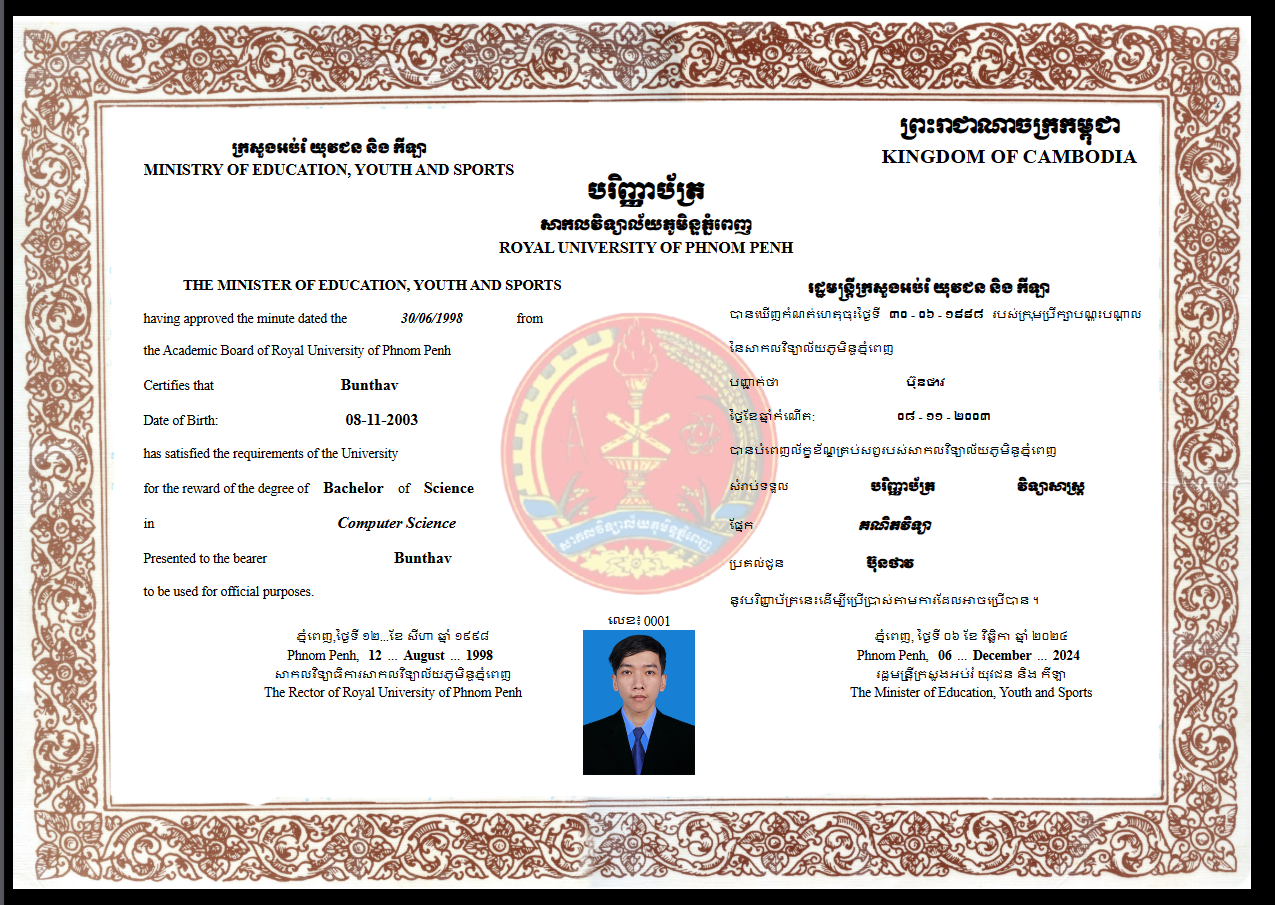 ព្រះរាជាណាចក្រកម្ពុជា
KINGDOM OF CAMBODIA
ក្រសួងអប់រំ យុវជន និង កីឡា
MINISTRY OF EDUCATION, YOUTH AND SPORTS
បរិញ្ញាប័ត្រ
សាកលវិទ្យាល័យភូមិន្ទភ្នំពេញ
ROYAL UNIVERSITY OF PHNOM PENH
THE MINISTER OF EDUCATION, YOUTH AND SPORTS
having approved the minute dated the 30/06/1998 from
the Academic Board of Royal University of Phnom Penh
Certifies that Bunthav
Date of Birth: 08-11-2003
has satisfied the requirements of the University
for the reward of the degree of Bachelor of Science
in Computer Science
Presented to the bearer Bunthav
to be used for official purposes.
រដ្ឋមន្ត្រីក្រសួងអប់រំ យុវជន និង កីឡា
បានឃើញកំណត់ហេតុចុះថ្ងៃទី ៣០ - ០៦ - ១៩៩៨ របស់ក្រុមប្រឹក្សាបណ្ដុះបណ្ដាល
នៃសាកលវិទ្យាល័យភូមិន្ទភ្នំពេញ
បញ្ជាក់ថា ប៊ុនថាវ
ថ្ងៃខែឆ្នាំកំណើត: ០៨ - ១១ - ២០០៣
បានបំពេញល័ក្ខខ័ណ្ឌគ្រប់សព្វរបស់សាកលវិទ្យាល័យភូមិន្ទភ្នំពេញ
សំរាប់ទទួល បរិញ្ញាប័ត្រ វិទ្យាសាស្ត្រ
ផ្នែក គណិតវិទ្យា
ប្រគល់ជូន ប៊ុនថាវ
នូវបរិញ្ញាប័ត្រនេះដើម្បីប្រើប្រាស់តាមការដែលអាចប្រើបាន ។
សាកលវិទ្យាល័យភូមិន្ទភ្នំពេញ
លេខ៖ 0001
ភ្នំពេញ,ថ្ងៃទី ១២...ខែ សីហា ឆ្នាំ ១៩៩៨
Phnom Penh, 12 ... August ... 1998
សាកលវិទ្យាធិការសាកលវិទ្យាល័យភូមិន្ទភ្នំពេញ
The Rector of Royal University of Phnom Penh
ភ្នំពេញ, ថ្ងៃទី ០៦ ខែ វិច្ឆិកា ឆ្នាំ ២០២៤
Phnom Penh, 06 ... December ... 2024
រដ្ឋមន្ត្រីក្រសួងអប់រំ យុវជន និង កីឡា
The Minister of Education, Youth and Sports